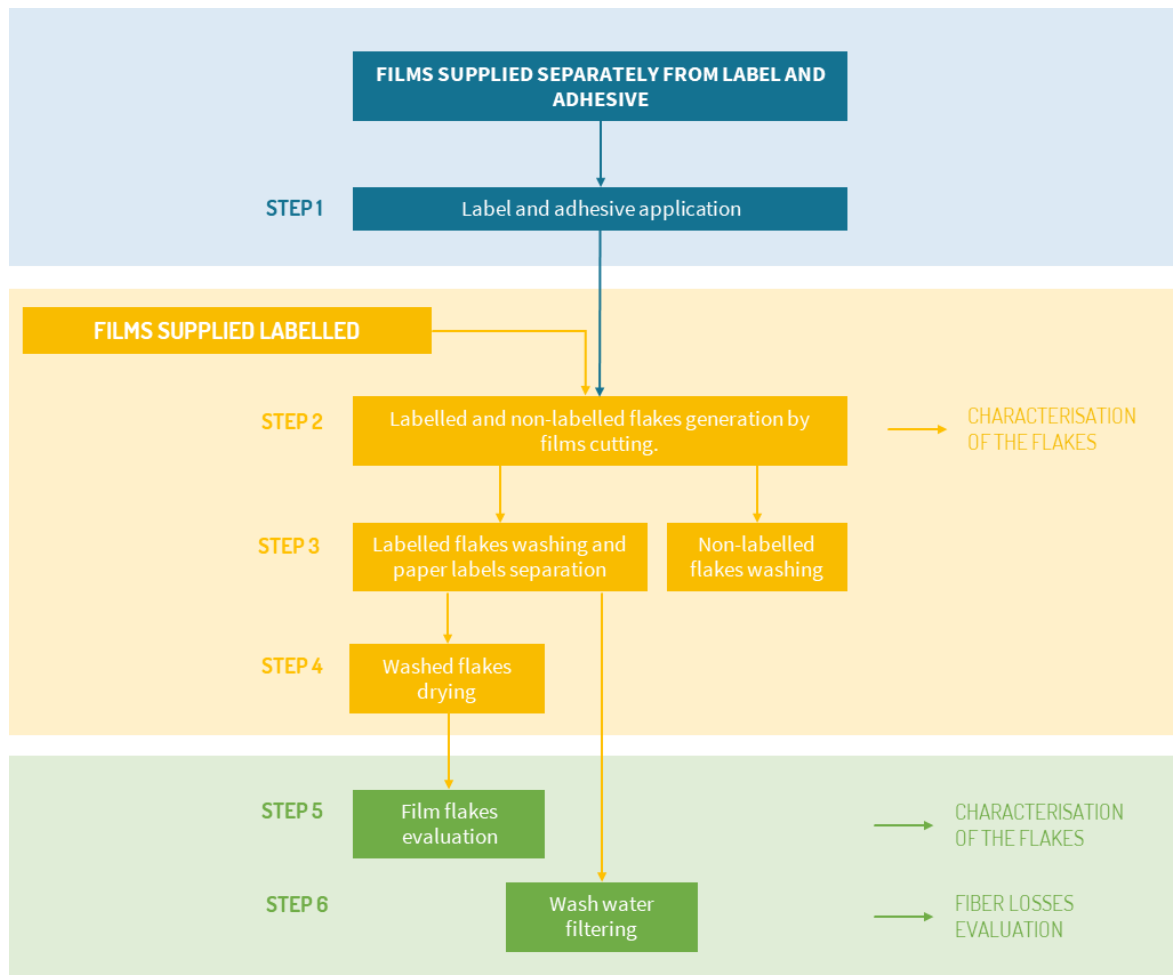 FILMS SUPPLIED SEPARATELY FROM LABEL AND
ADHESIVE
STEP 1
Label and adhesive application
FILMS SUPPLIED LABELLED
STEP 2
Labelled and non-labelled flakes generation by
films cutting.
CHARACTERISATION
OF THE FLAKES
STEP 3
Labelled flakes washing and
paper labels separation
Non-labelled
flakes washing
STEP 4
Washed flakes
drying
STEP 5
Film flakes
evaluation
CHARACTERISATION
OF THE FLAKES
STEP 6
Wash water
filtering
FIBER LOSSES
EVALUATION